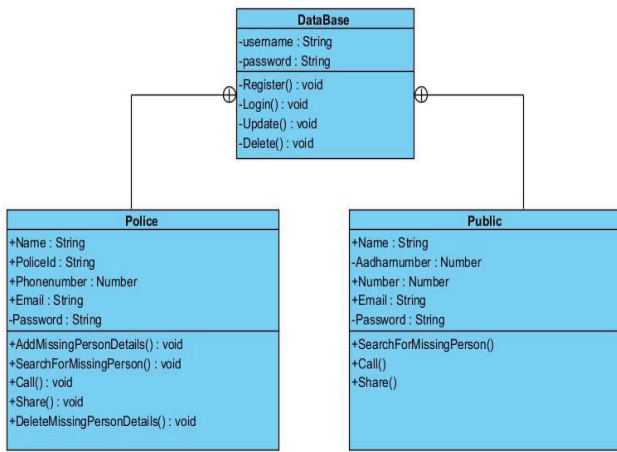 DataBase
-username : String
-password : String
-Register() : void
-Login() : void
-Update() : void
-Delete() : void
Police
+Name : String
+PoliceId : String
+Phonenumber : Number
+Email : String
-Password : String
+AddMissingPersonDetails() : void
+SearchForMissingPerson() : void
+Call() : void
+Share() : void
+DeleteMissingPersonDetails() : void
Public
+Name : String
-Aadharnumber : Number
+Number : Number
+Email : String
-Password : String
+SearchForMissingPerson()
+Call()
+Share()